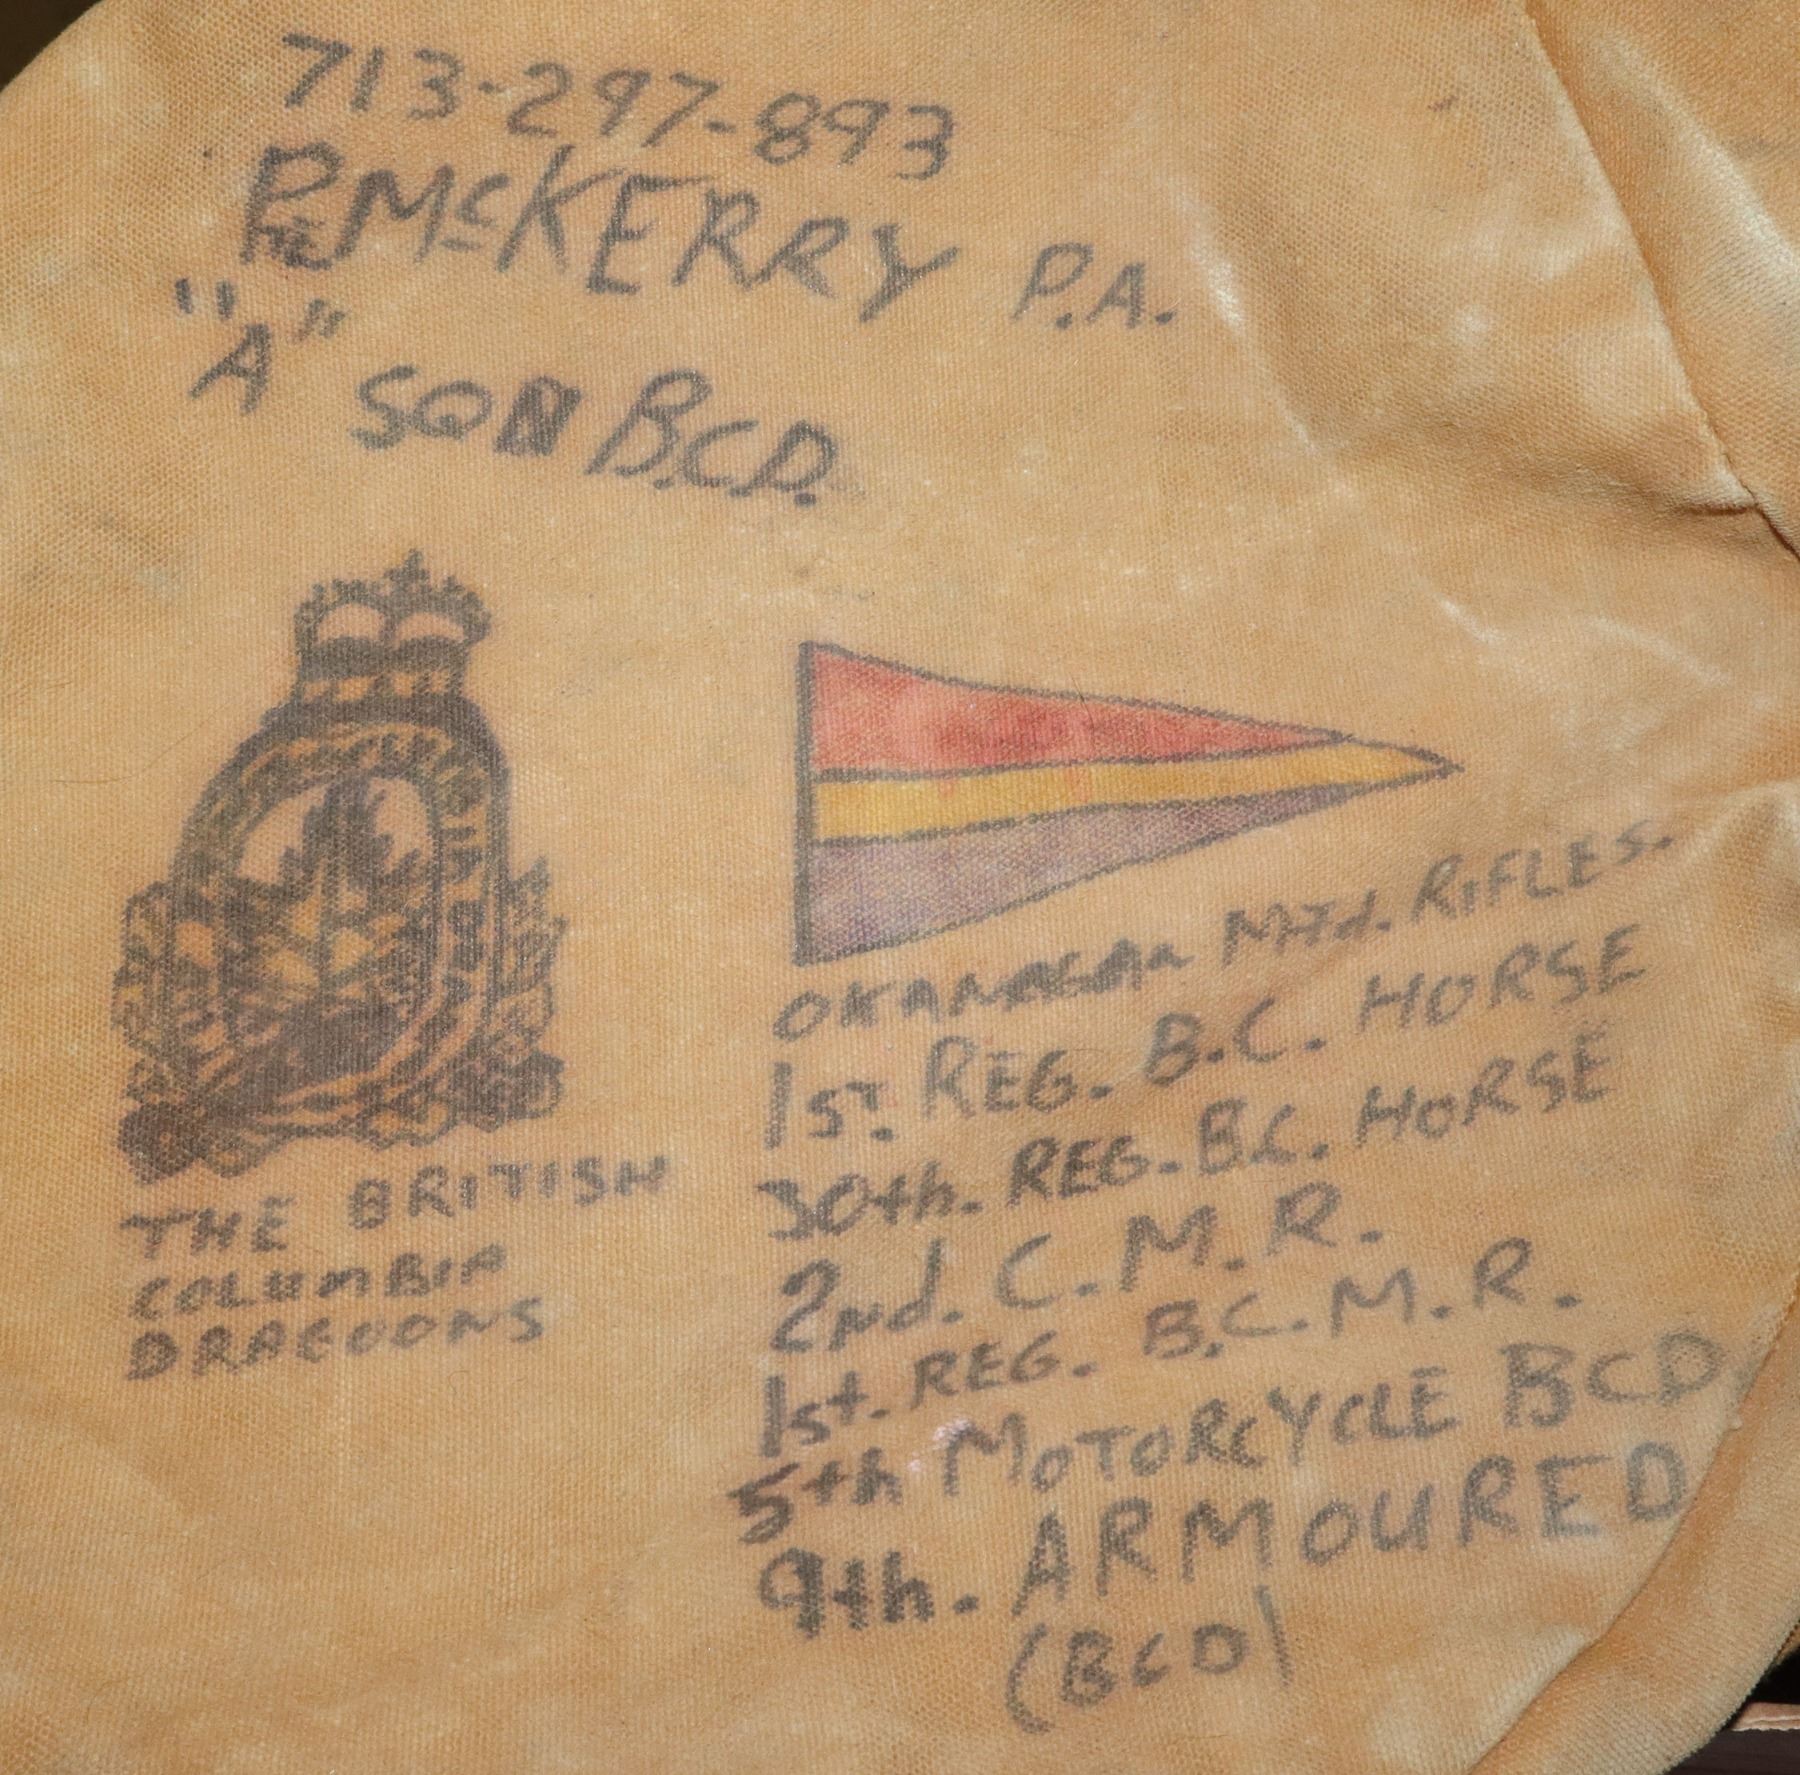 713-297-893
Pte McKERRY P.A.
"A" SQN B.C.D.
THE BRITISH
COLUMBIA
DRAGOONS
OKANAGAN MTd. RIFLES.
1ST REG. B.C. HORSE
30th. REG. B.C. HORSE
2nd. C.M.R.
1st. REG. B.C.M.R.
5th MOTORCYCLE BCD
9th. ARMOURED
(BCD)